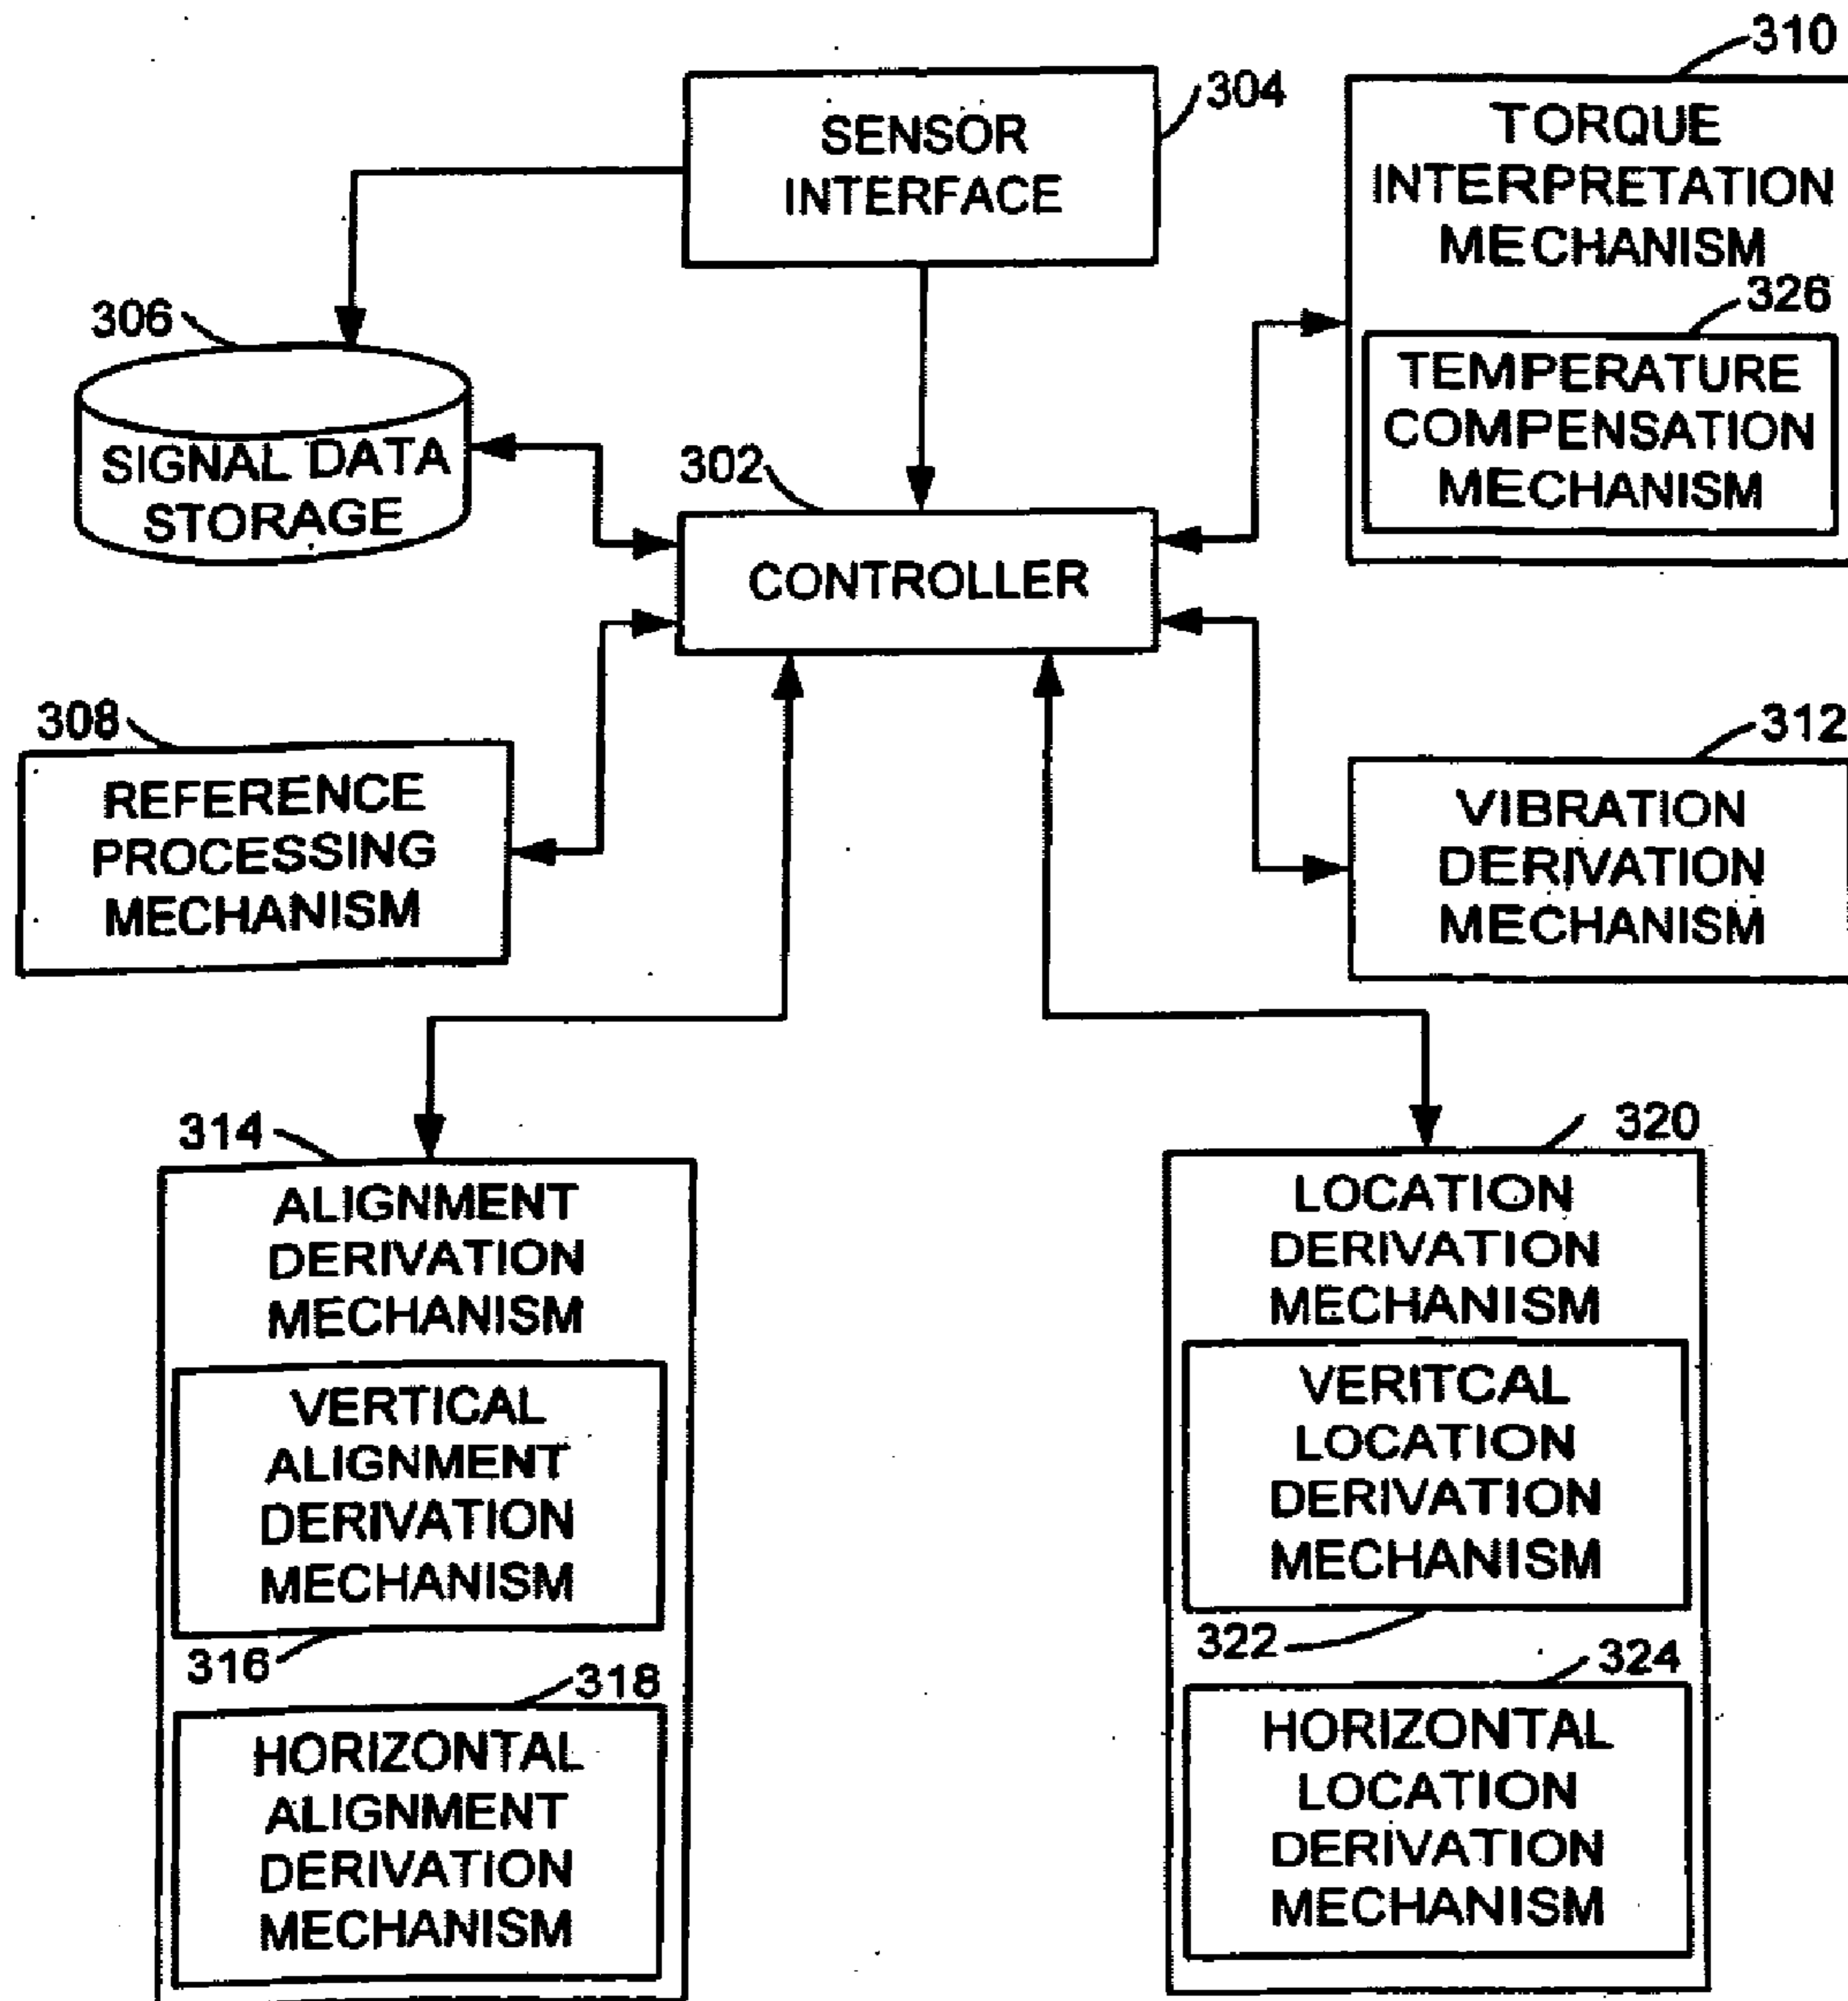 310
304
SENSOR
INTERFACE
TORQUE
INTERPRETATION
MECHANISM
326
TEMPERATURE
COMPENSATION
MECHANISM
306
SIGNAL DATA
STORAGE
302
CONTROLLER
308
REFERENCE
PROCESSING
MECHANISM
312
VIBRATION
DERIVATION
MECHANISM
314
ALIGNMENT
DERIVATION
MECHANISM
VERTICAL
ALIGNMENT
DERIVATION
MECHANISM
316
318
HORIZONTAL
ALIGNMENT
DERIVATION
MECHANISM
320
LOCATION
DERIVATION
MECHANISM
VERITCAL
LOCATION
DERIVATION
MECHANISM
322
324
HORIZONTAL
LOCATION
DERIVATION
MECHANISM